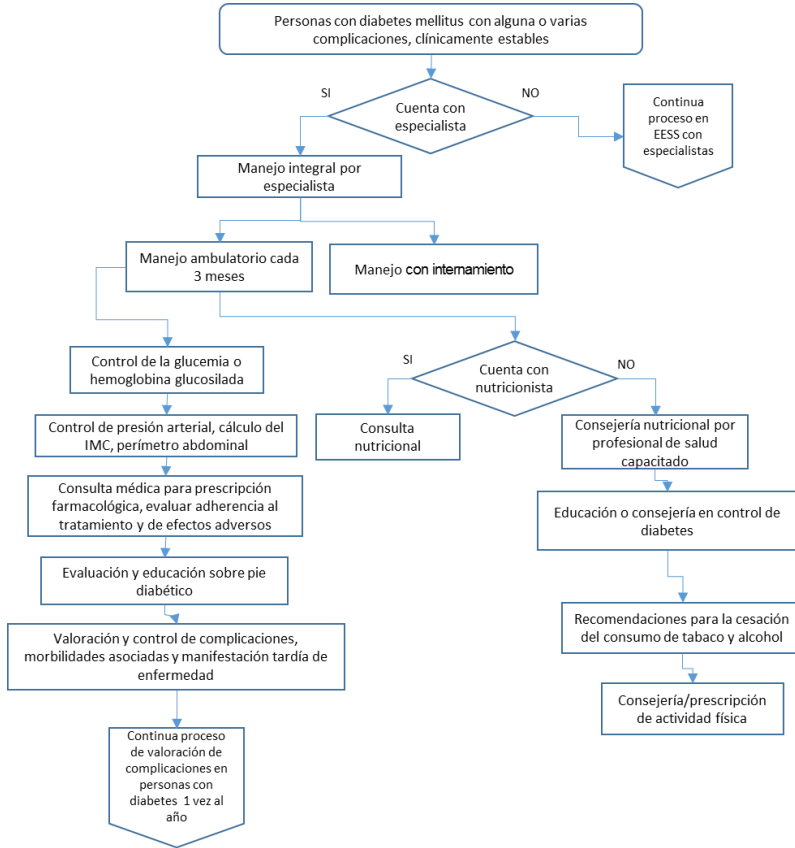 Personas con diabetes mellitus con alguna o varias
complicaciones, clínicamente estables
SI
NO
Cuenta con
especialista
Continua
proceso en
EESS con
especialistas
Manejo integral por
especialista
Manejo ambulatorio cada
3 meses
Manejo con internamiento
Control de la glucemia o
hemoglobina glucosilada
SI
Cuenta con
nutricionista
NO
Control de presión arterial, cálculo del
IMC, perímetro abdominal
Consulta
nutricional
Consejería nutricional por
profesional de salud
capacitado
Consulta médica para prescripción
farmacológica, evaluar adherencia al
tratamiento y de efectos adversos
Educación o consejería en control de
diabetes
Evaluación y educación sobre pie
diabético
Valoración y control de complicaciones,
morbilidades asociadas y manifestación tardía de
enfermedad
Recomendaciones para la cesación
del consumo de tabaco y alcohol
Consejería/prescripción
de actividad física
Continua proceso
de valoración de
complicaciones en
personas con
diabetes 1 vez al
año